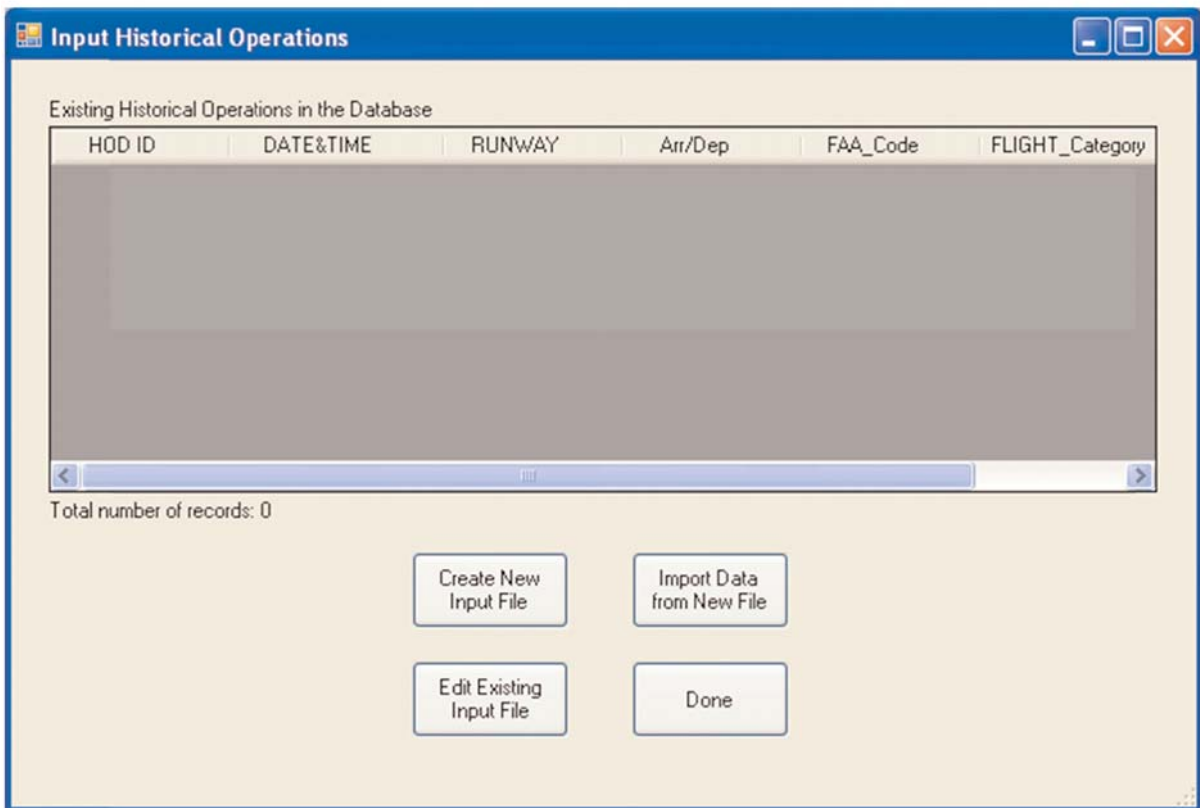 Input Historical Operations
Existing Historical Operations in the Database
HOD ID DATE&TIME RUNWAY Arr/Dep FAA_Code FLIGHT_Category
Total number of records: 0
Create New
Input File
Import Data
from New File
Edit Existing
Input File
Done